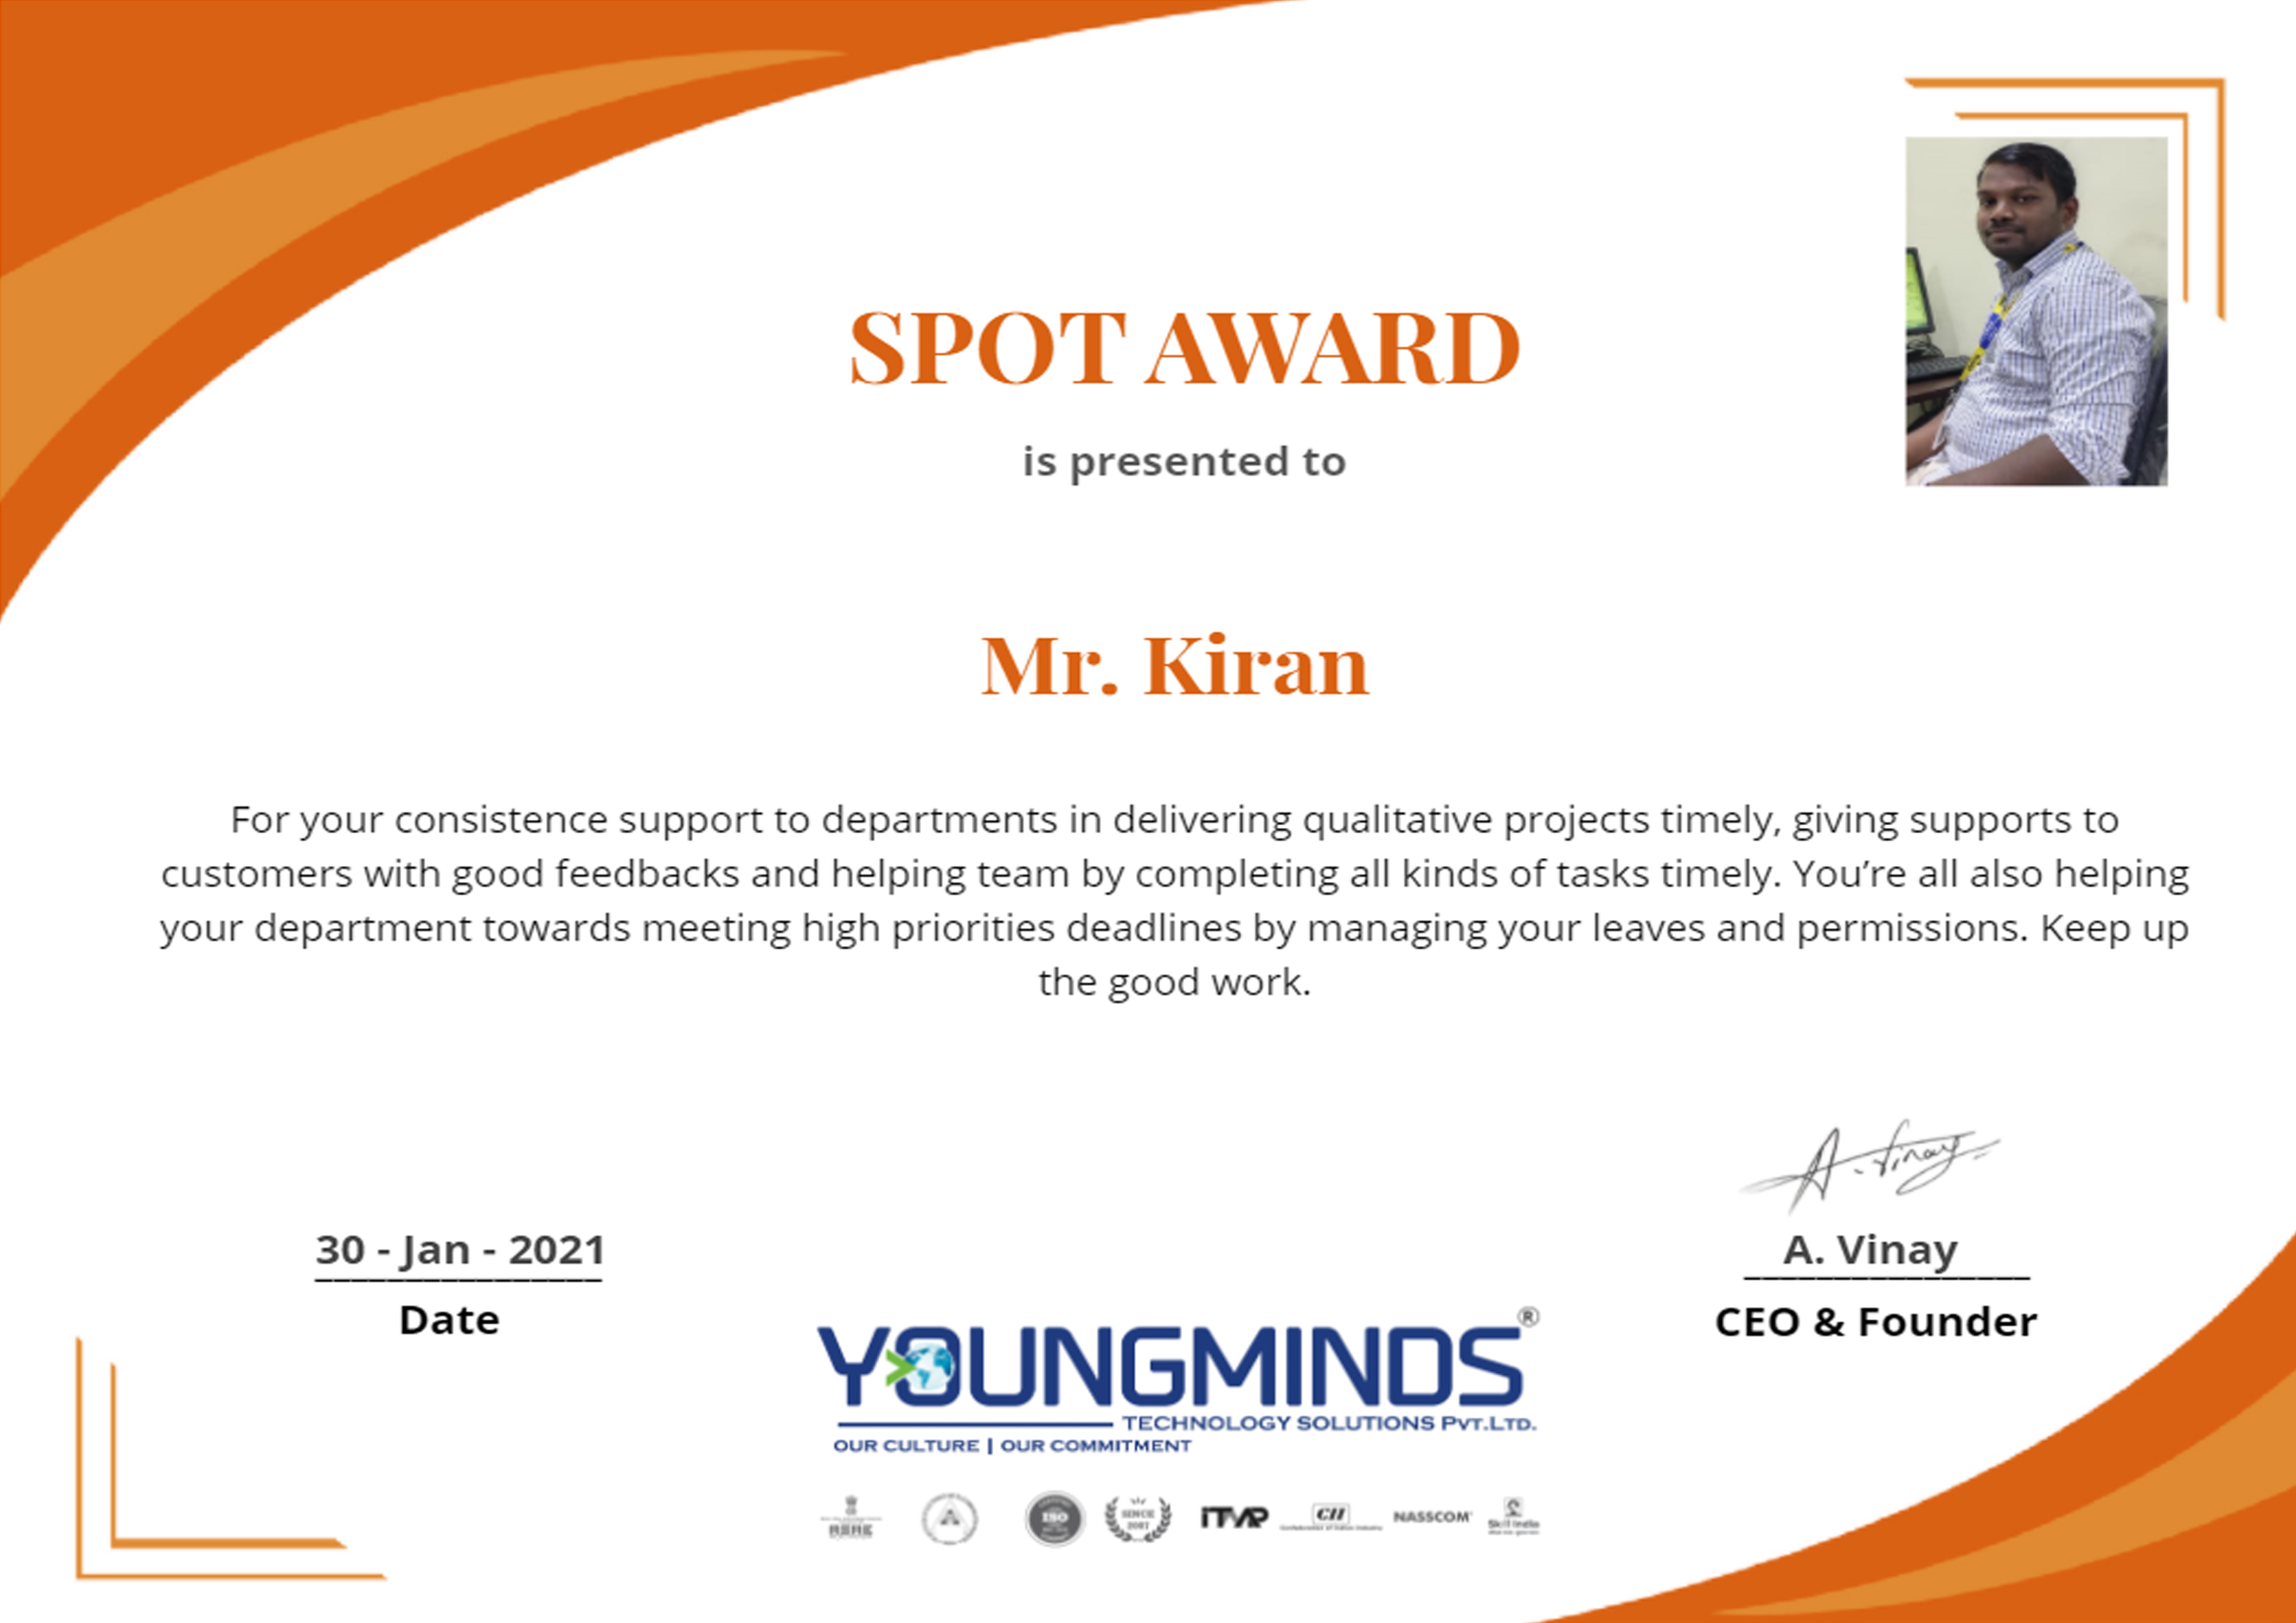 SPOT AWARD
is presented to
Mr. Kiran
For your consistence support to departments in delivering qualitative projects timely, giving supports to
customers with good feedbacks and helping team by completing all kinds of tasks timely. You’re all also helping
your department towards meeting high priorities deadlines by managing your leaves and permissions. Keep up
the good work.
A. Vinay
30 - Jan - 2021
A. Vinay
Date
CEO & Founder
YOUNGMINDS®
TECHNOLOGY SOLUTIONS PVT.LTD.
OUR CULTURE | OUR COMMITMENT
ISO
SINCE
CII
NASSCOM
Skill India